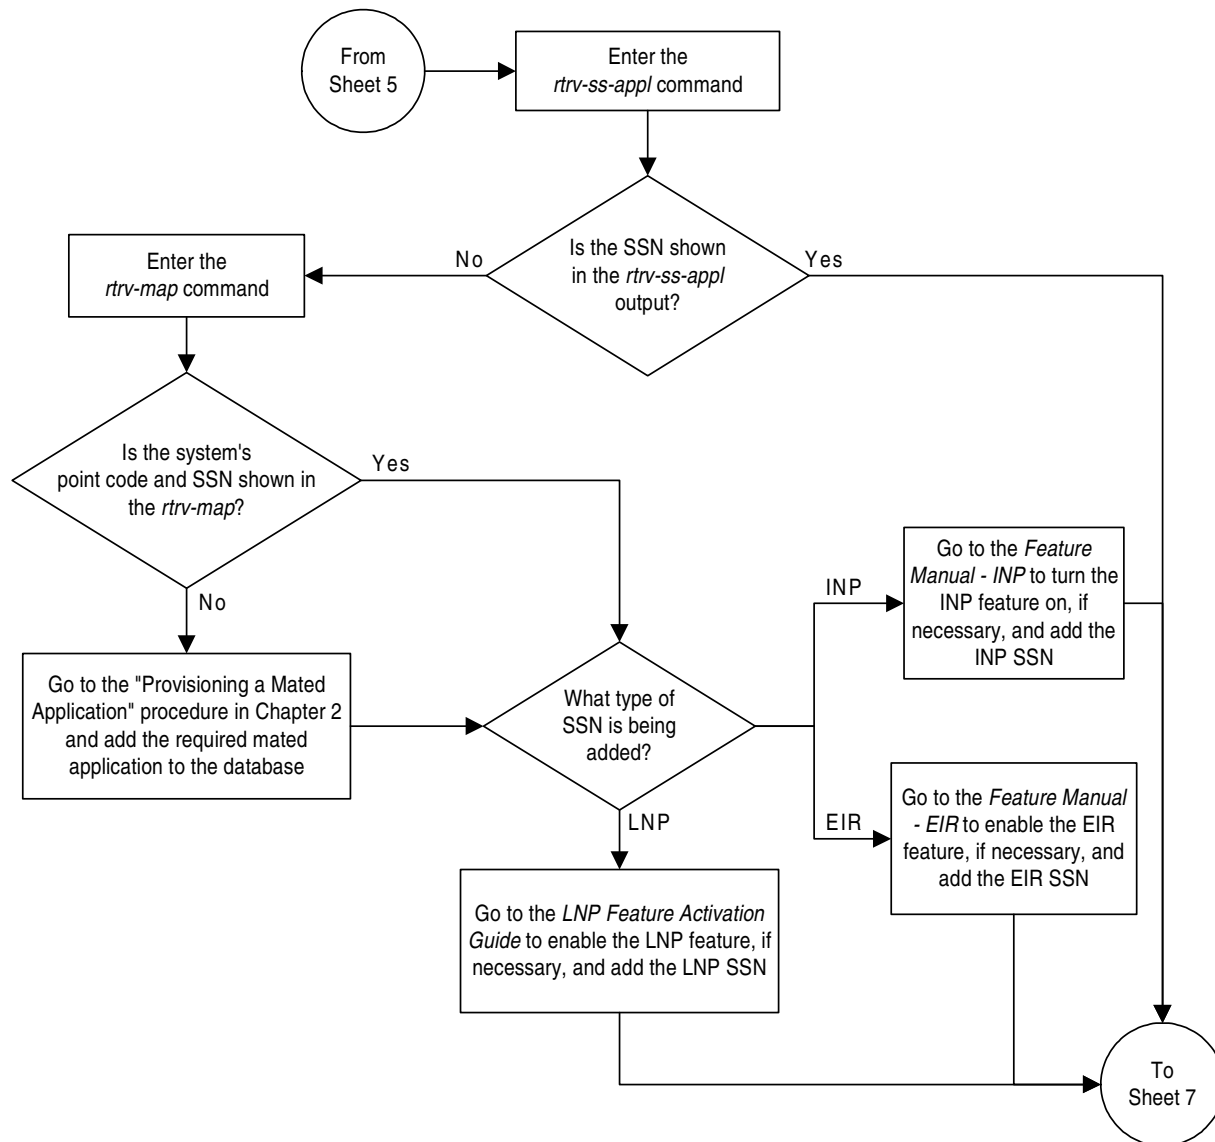 From
Sheet 5
Enter the
rtrv-ss-appl command
Is the SSN shown
in the rtrv-ss-appl
output?
No
Yes
Enter the
rtrv-map command
Is the system's
point code and SSN shown in
the rtrv-map?
Yes
No
Go to the "Provisioning a Mated
Application" procedure in Chapter 2
and add the required mated
application to the database
What type of
SSN is being
added?
INP
Go to the Feature
Manual - INP to turn the
INP feature on, if
necessary, and add the
INP SSN
EIR
Go to the Feature Manual
- EIR to enable the EIR
feature, if necessary, and
add the EIR SSN
LNP
Go to the LNP Feature Activation
Guide to enable the LNP feature, if
necessary, and add the LNP SSN
To
Sheet 7